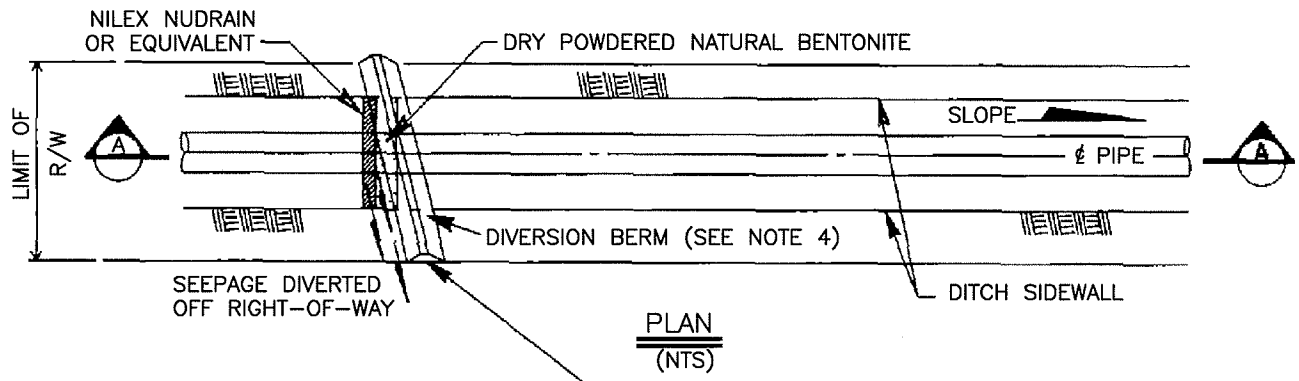 NILEX NUDRAIN
OR EQUIVALENT
DRY POWDERED NATURAL BENTONITE
LIMIT OF
R/W
A
SLOPE
℄ PIPE
A
DIVERSION BERM (SEE NOTE 4)
SEEPAGE DIVERTED
OFF RIGHT-OF-WAY
DITCH SIDEWALL
PLAN
(NTS)